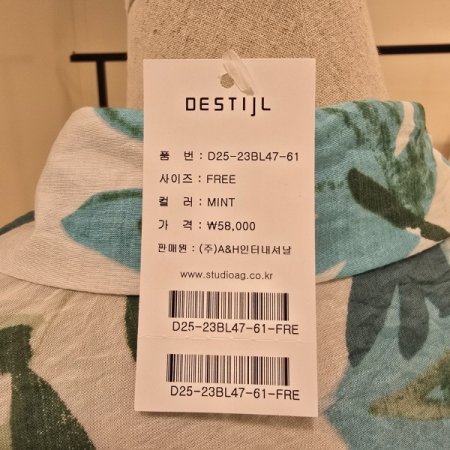 DESTIJL
품 번 : D25-23BL47-61
사이즈 : FREE
컬 러 : MINT
가 격 : ₩58,000
판매원 : (주)A&H인터내셔날
www.studioag.co.kr
D25-23BL47-61-FRE
D25-23BL47-61-FRE